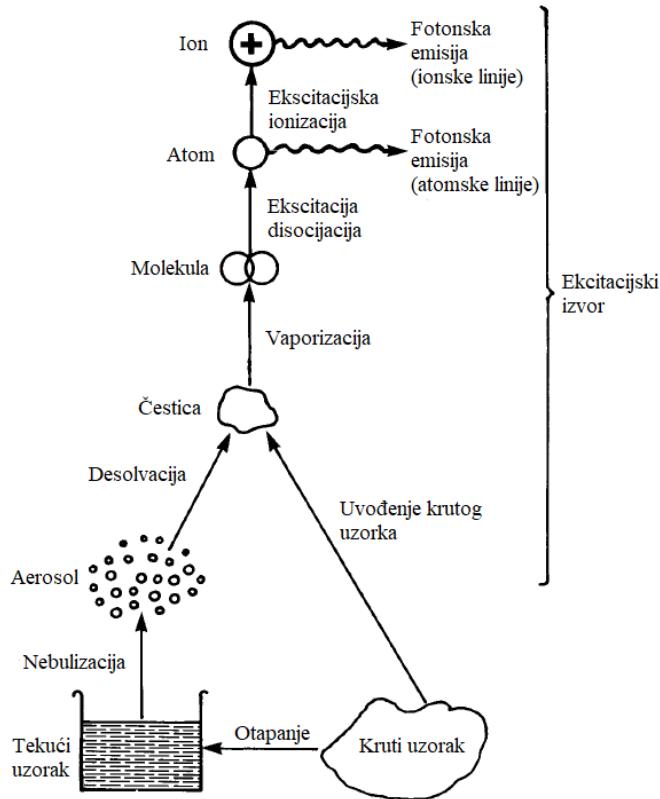 Ion
Fotonska
emisija
(ionske linije)
Ekscitacijska
ionizacija
Atom
Fotonska
emisija
(atomske linije)
Ekscitacija
disocijacija
Molekula
Ekcitacijski
izvor
Vaporizacija
Čestica
Desolvacija
Uvođenje krutog
uzorka
Aerosol
Nebulizacija
Tekući
uzorak
Otapanje
Kruti uzorak